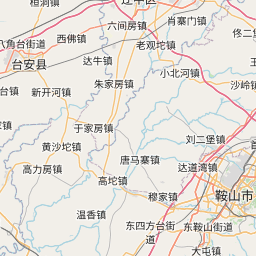 桓洞镇
辽中区
肖寨门镇
六间房镇
佟二堡
西佛镇
八角台街道
老观坨镇
台安县
达牛镇
小北河镇
朱家房镇
沙岭镇
新开河镇
于家房镇
刘二堡镇
黄沙坨镇
唐马寨镇
达道湾镇
高力房镇
高坨镇
穆家镇
鞍山市
温香镇
东四方台街道
东鞍山街道
大屯镇